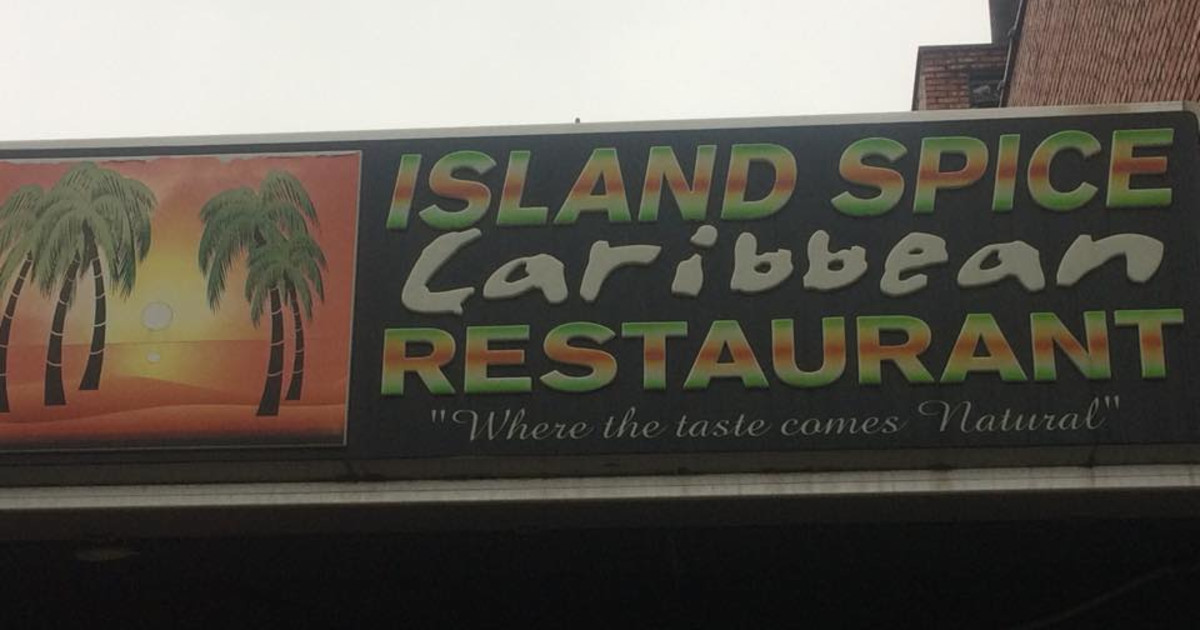 ISLAND SPICE
Caribbean
RESTAURANT
"Where the taste comes Natural"